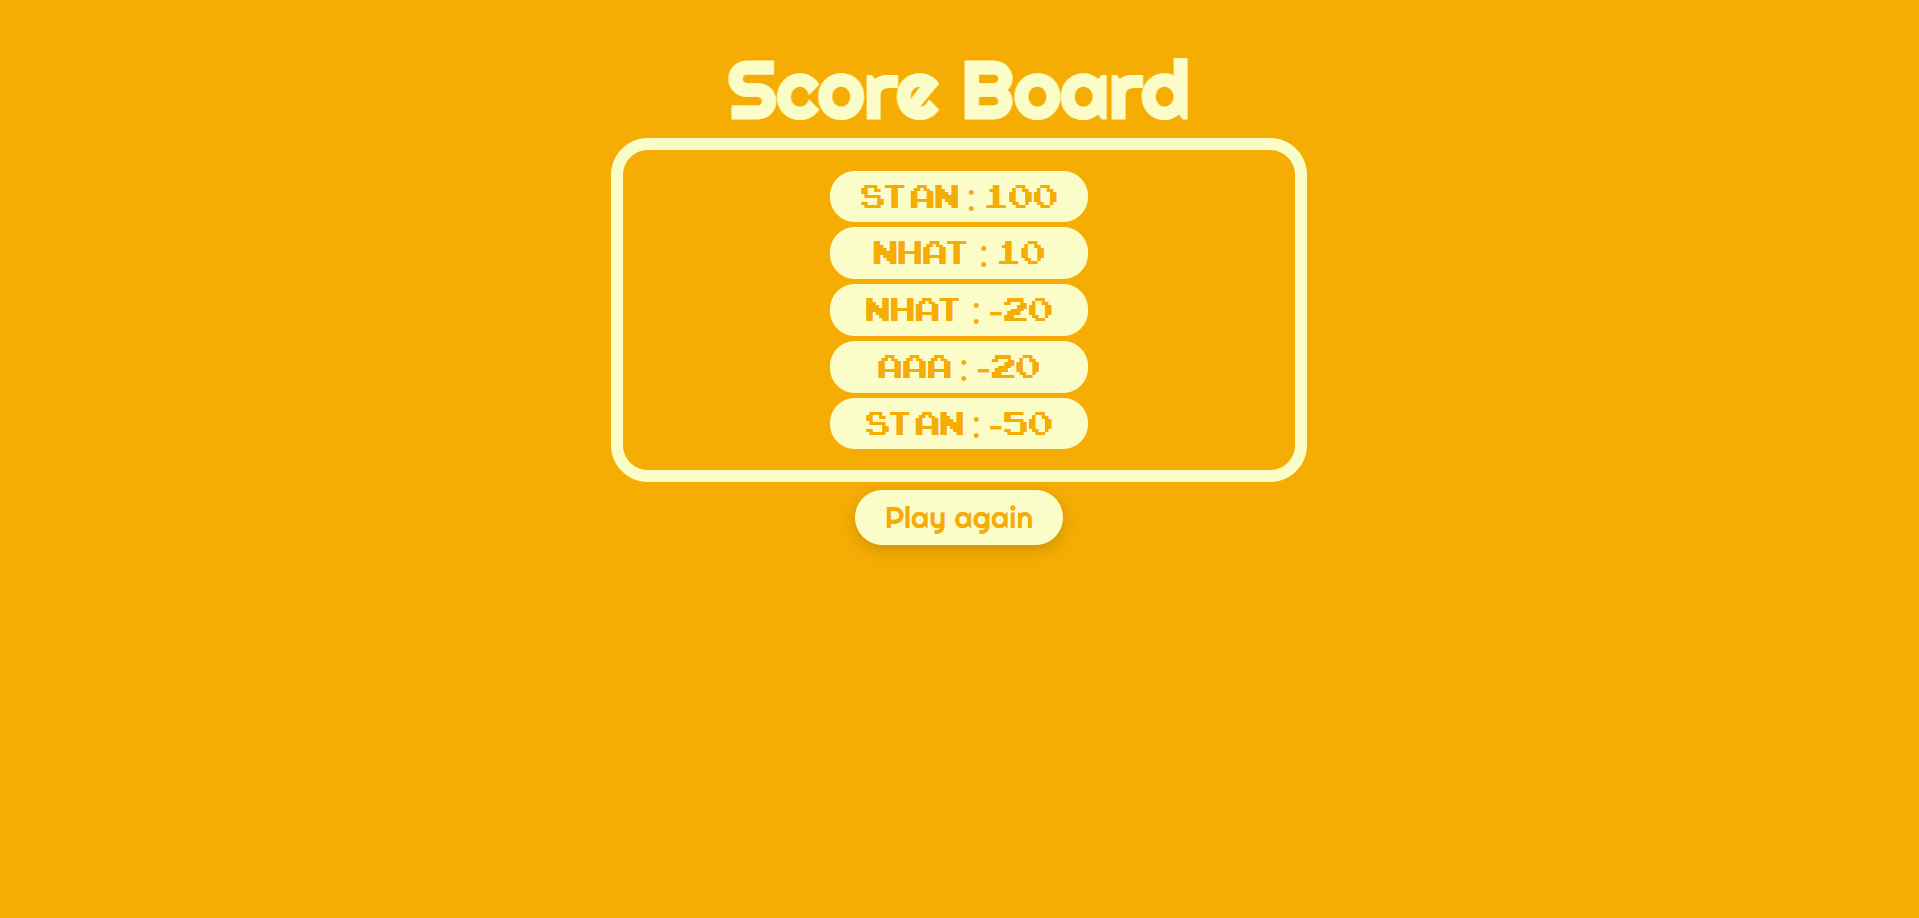 Score Board
STAN : 100
NHAT : 10
NHAT : -20
AAA : -20
STAN : -50
Play again